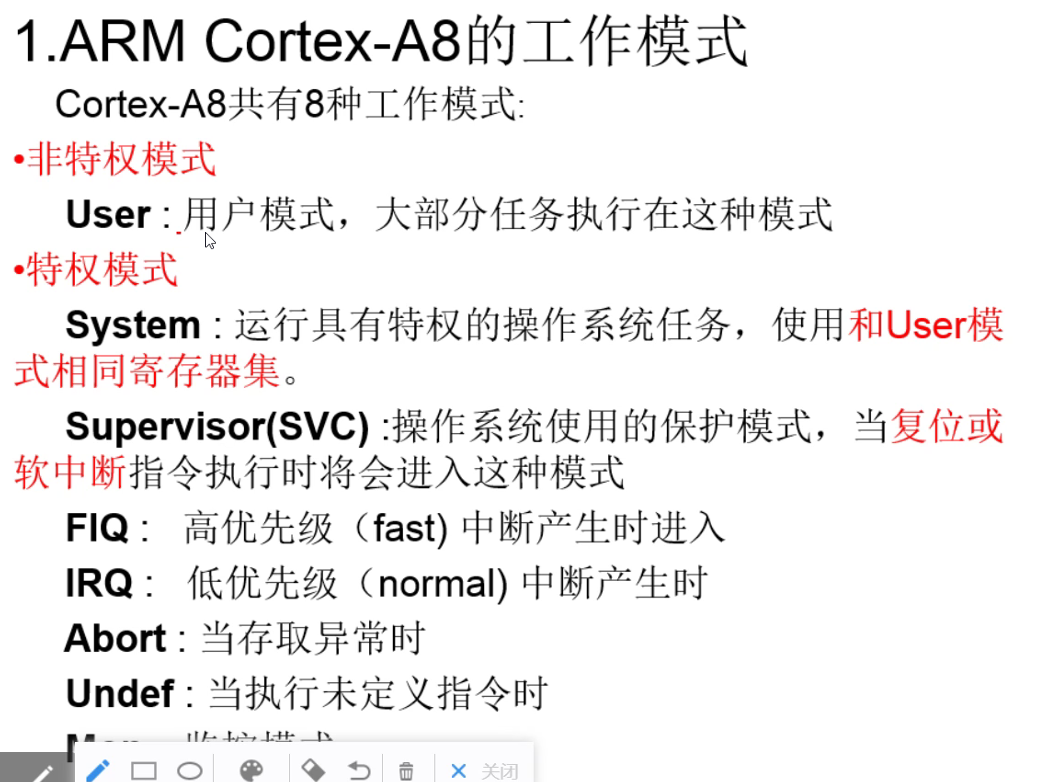 1.ARM Cortex-A8的工作模式
Cortex-A8共有8种工作模式:
•非特权模式
User : 用户模式，大部分任务执行在这种模式
•特权模式
System : 运行具有特权的操作系统任务，使用和User模
式相同寄存器集。
Supervisor(SVC) :操作系统使用的保护模式，当复位或
软中断指令执行时将会进入这种模式
FIQ : 高优先级（fast) 中断产生时进入
IRQ : 低优先级（normal) 中断产生时
Abort : 当存取异常时
Undef : 当执行未定义指令时
关闭